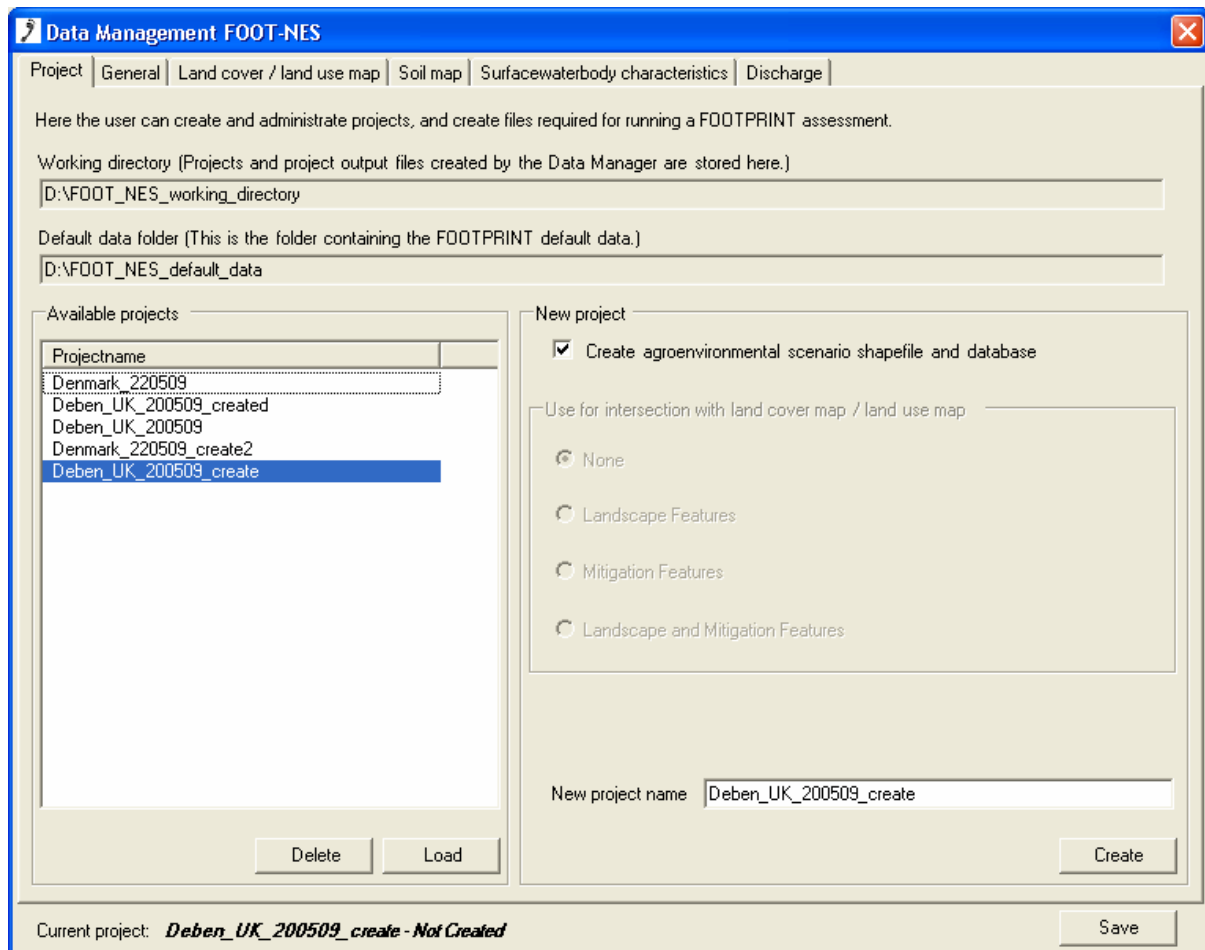 Data Management FOOT-NES
Project
General
Land cover / land use map
Soil map
Surfacewaterbody characteristics
Discharge
Here the user can create and administrate projects, and create files required for running a FOOTPRINT assessment.
Working directory (Projects and project output files created by the Data Manager are stored here.)
D:\FOOT_NES_working_directory
Default data folder (This is the folder containing the FOOTPRINT default data.)
D:\FOOT_NES_default_data
Available projects
Projectname
Denmark_220509
Deben_UK_200509_created
Deben_UK_200509
Denmark_220509_create2
Deben_UK_200509_create
Delete
Load
New project
Create agroenvironmental scenario shapefile and database
Use for intersection with land cover map / land use map
None
Landscape Features
Mitigation Features
Landscape and Mitigation Features
New project name
Deben_UK_200509_create
Create
Current project: Deben_UK_200509_create - Not Created
Save